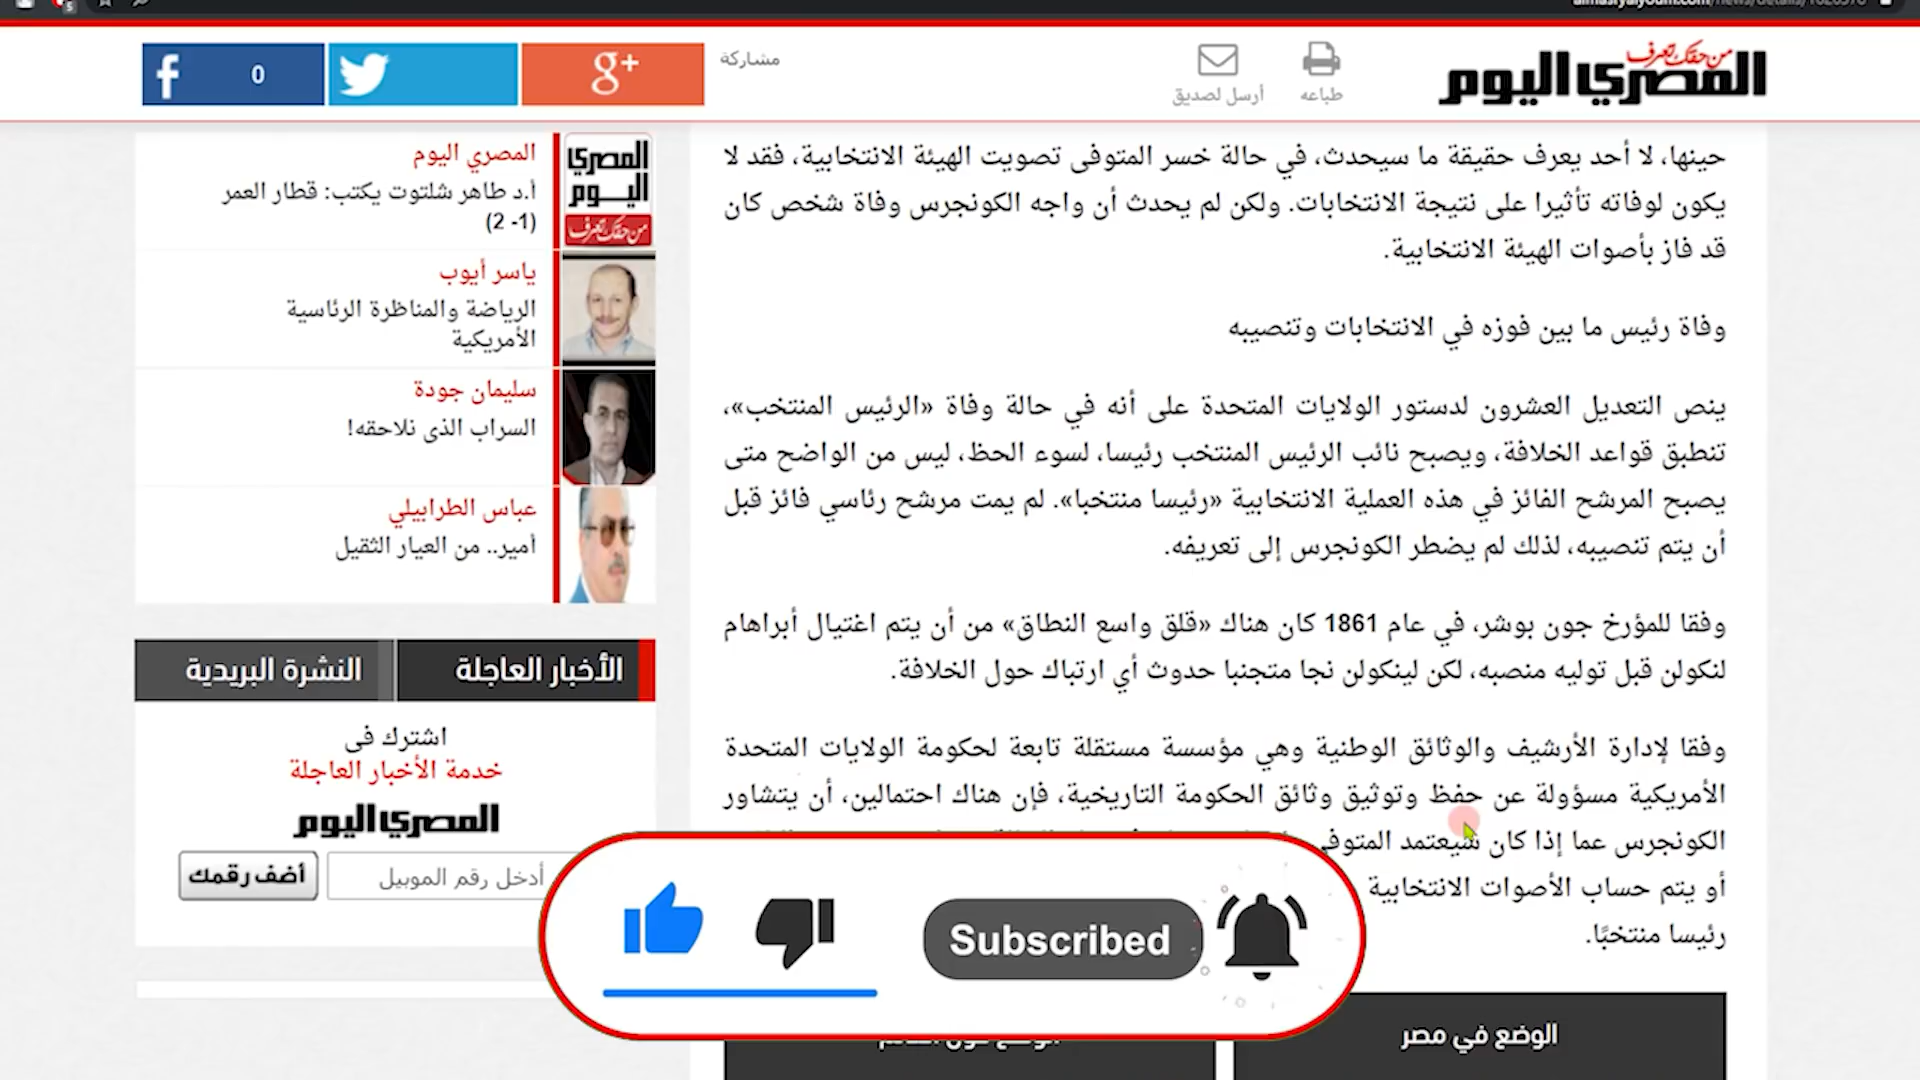 0
مشاركة
أرسل لصديق
طباعه
من حقك تعرف
المصري اليوم
حينها، لا أحد يعرف حقيقة ما سيحدث، في حالة خسر المتوفى تصويت الهيئة الانتخابية، فقد لا
يكون لوفاته تأثيرا على نتيجة الانتخابات. ولكن لم يحدث أن واجه الكونجرس وفاة شخص كان
قد فاز بأصوات الهيئة الانتخابية.
وفاة رئيس ما بين فوزه في الانتخابات وتنصيبه
ينص التعديل العشرون لدستور الولايات المتحدة على أنه في حالة وفاة «الرئيس المنتخب»،
تنطبق قواعد الخلافة، ويصبح نائب الرئيس المنتخب رئيسا، لسوء الحظ، ليس من الواضح متى
يصبح المرشح الفائز في هذه العملية الانتخابية «رئيسا منتخبا». لم يمت مرشح رئاسي فائز قبل
أن يتم تنصيبه، لذلك لم يضطر الكونجرس إلى تعريفه.
وفقا للمؤرخ جون بوشر، في عام 1861 كان هناك «قلق واسع النطاق» من أن يتم اغتيال أبراهام
لنكولن قبل توليه منصبه، لكن لينكولن نجا متجنبا حدوث أي ارتباك حول الخلافة.
وفقا لإدارة الأرشيف والوثائق الوطنية وهي مؤسسة مستقلة تابعة لحكومة الولايات المتحدة
الأمريكية مسؤولة عن حفظ وتوثيق وثائق الحكومة التاريخية، فإن هناك احتمالين، أن يتشاور
الكونجرس عما إذا كان سيعتمد المتوفى
أو يتم حساب الأصوات الانتخابية
رئيسا منتخبًا.
الوضع في مصر
المصري اليوم
أ.د طاهر شلتوت يكتب: قطار العمر
(1- 2)
المصري
اليوم
من حقك تعرف
ياسر أيوب
الرياضة والمناظرة الرئاسية
الأمريكية
سليمان جودة
السراب الذى نلاحقه!
عباس الطرابيلي
أمير.. من العيار الثقيل
الأخبار العاجلة
النشرة البريدية
اشترك فى
خدمة الأخبار العاجلة
المصري اليوم
أدخل رقم الموبيل
أضف رقمك
Subscribed